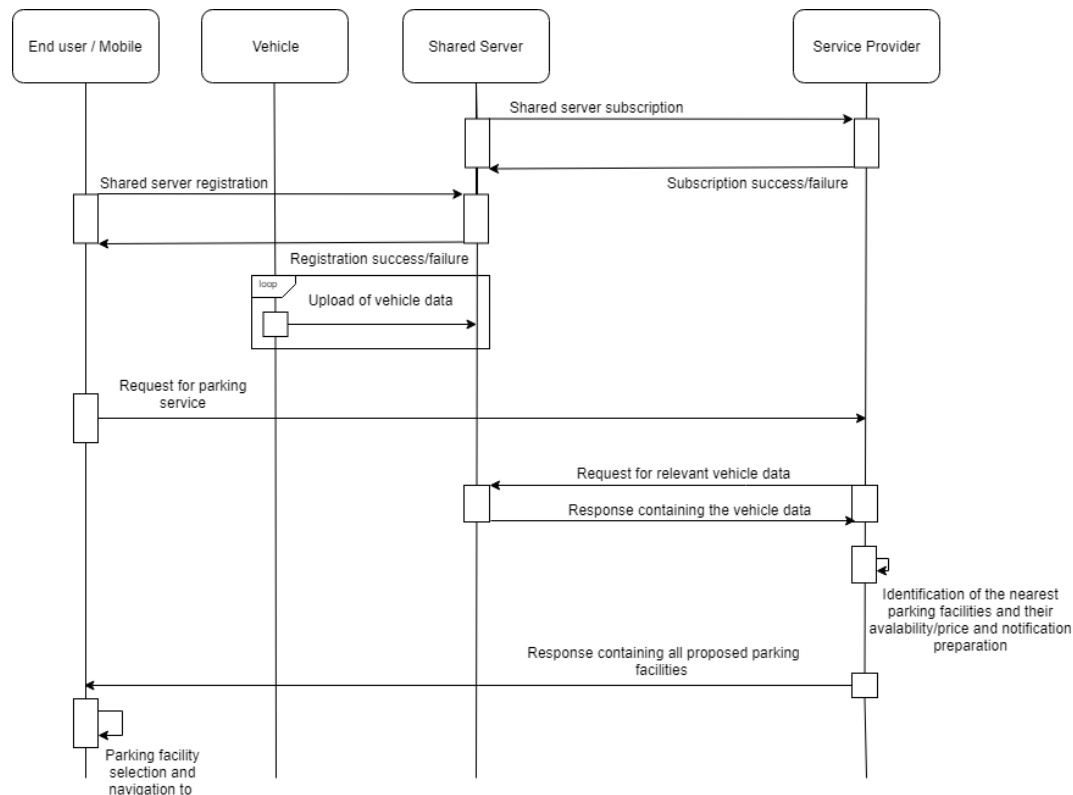 End user / Mobile
Vehicle
Shared Server
Service Provider
Shared server subscription
Subscription success/failure
Shared server registration
Registration success/failure
loop
Upload of vehicle data
Request for parking
service
Request for relevant vehicle data
Response containing the vehicle data
Identification of the nearest
parking facilities and their
avalability/price and notification
preparation
Response containing all proposed parking
facilities
Parking facility
selection and
navigation to